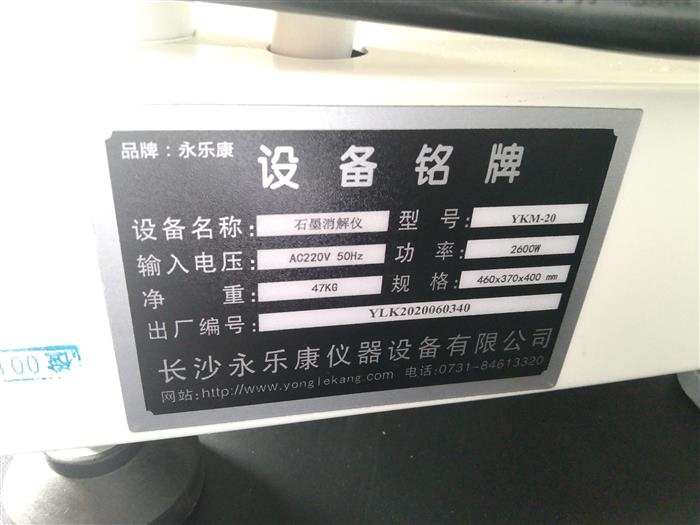 品牌：永乐康
设备铭牌
设备名称： 石墨消解仪 型 号： YKM-20
输入电压： AC220V 50Hz 功 率： 2600W
净 重： 47KG 规 格： 460x370x400 mm
出厂编号： YLK2020060340
长沙永乐康仪器设备有限公司
网站:http://www.yonglekang.com 电话:0731-84613320